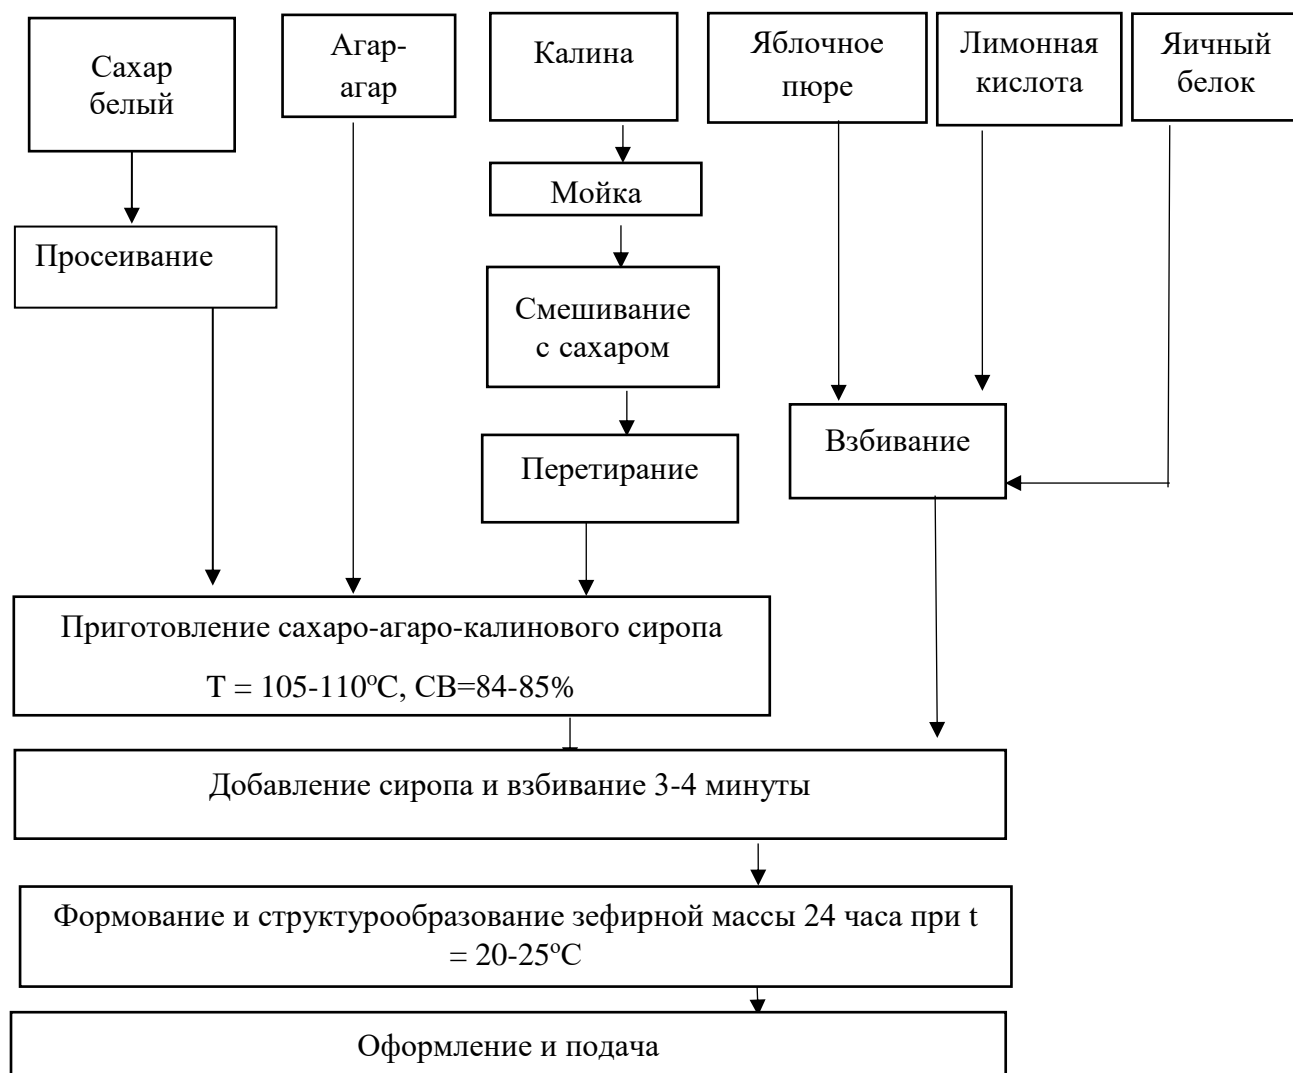 Сахар
белый
Агар-
агар
Калина
Яблочное
пюре
Лимонная
кислота
Яичный
белок
Мойка
Просеивание
Смешивание
с сахаром
Взбивание
Перетирание
Приготовление сахаро-агаро-калинового сиропа
Т = 105-110ºС, СВ=84-85%
Добавление сиропа и взбивание 3-4 минуты
Формование и структурообразование зефирной массы 24 часа при t
= 20-25ºС
Оформление и подача